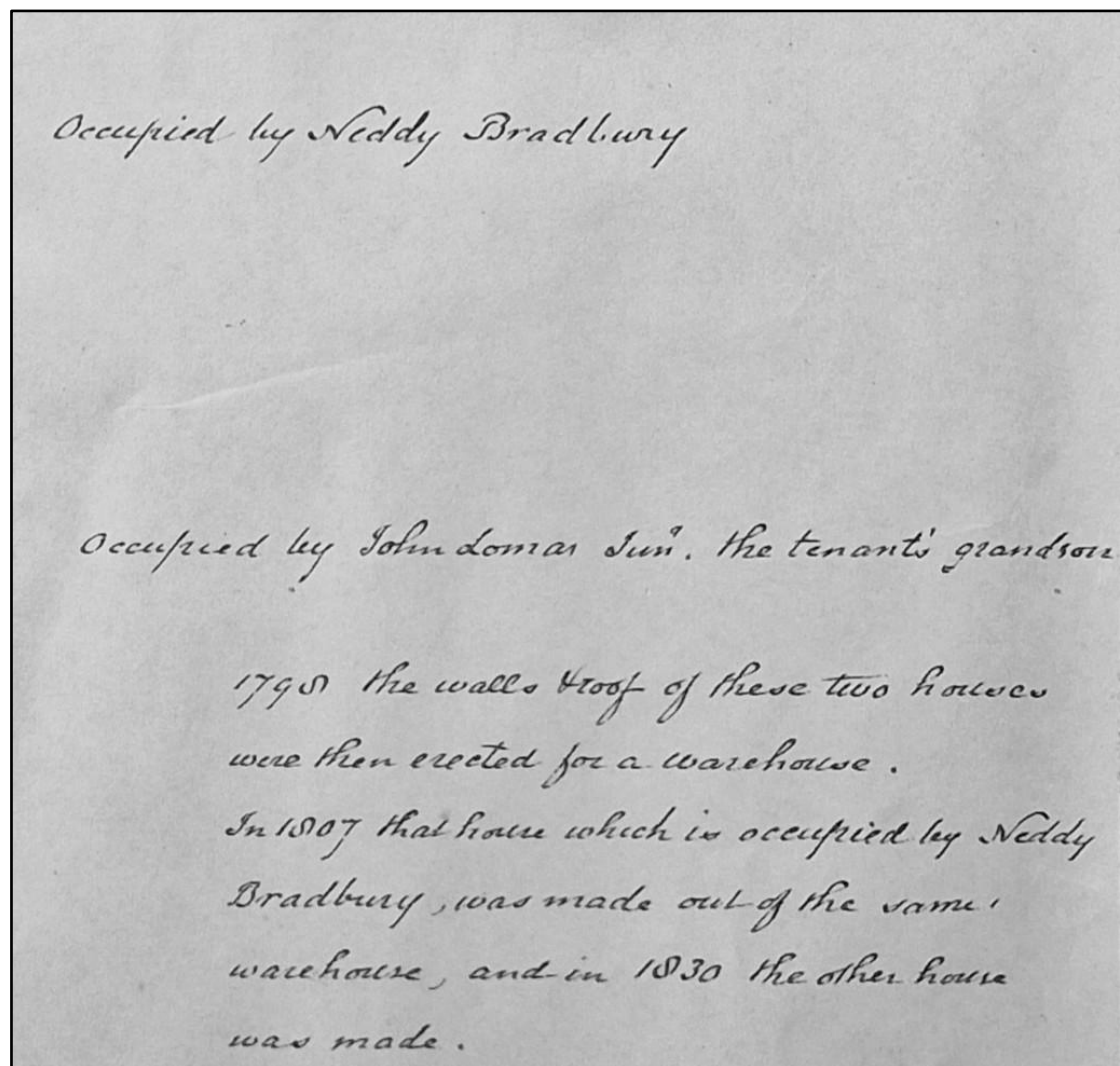 Occupied by Neddy Bradbury
Occupied by John Lomas Junr. the tenant's grandson
1798 the walls & roof of these two houses
were then erected for a warehouse.
In 1807 that house which is occupied by Neddy
Bradbury, was made out of the same
warehouse, and in 1830 the other house
was made.